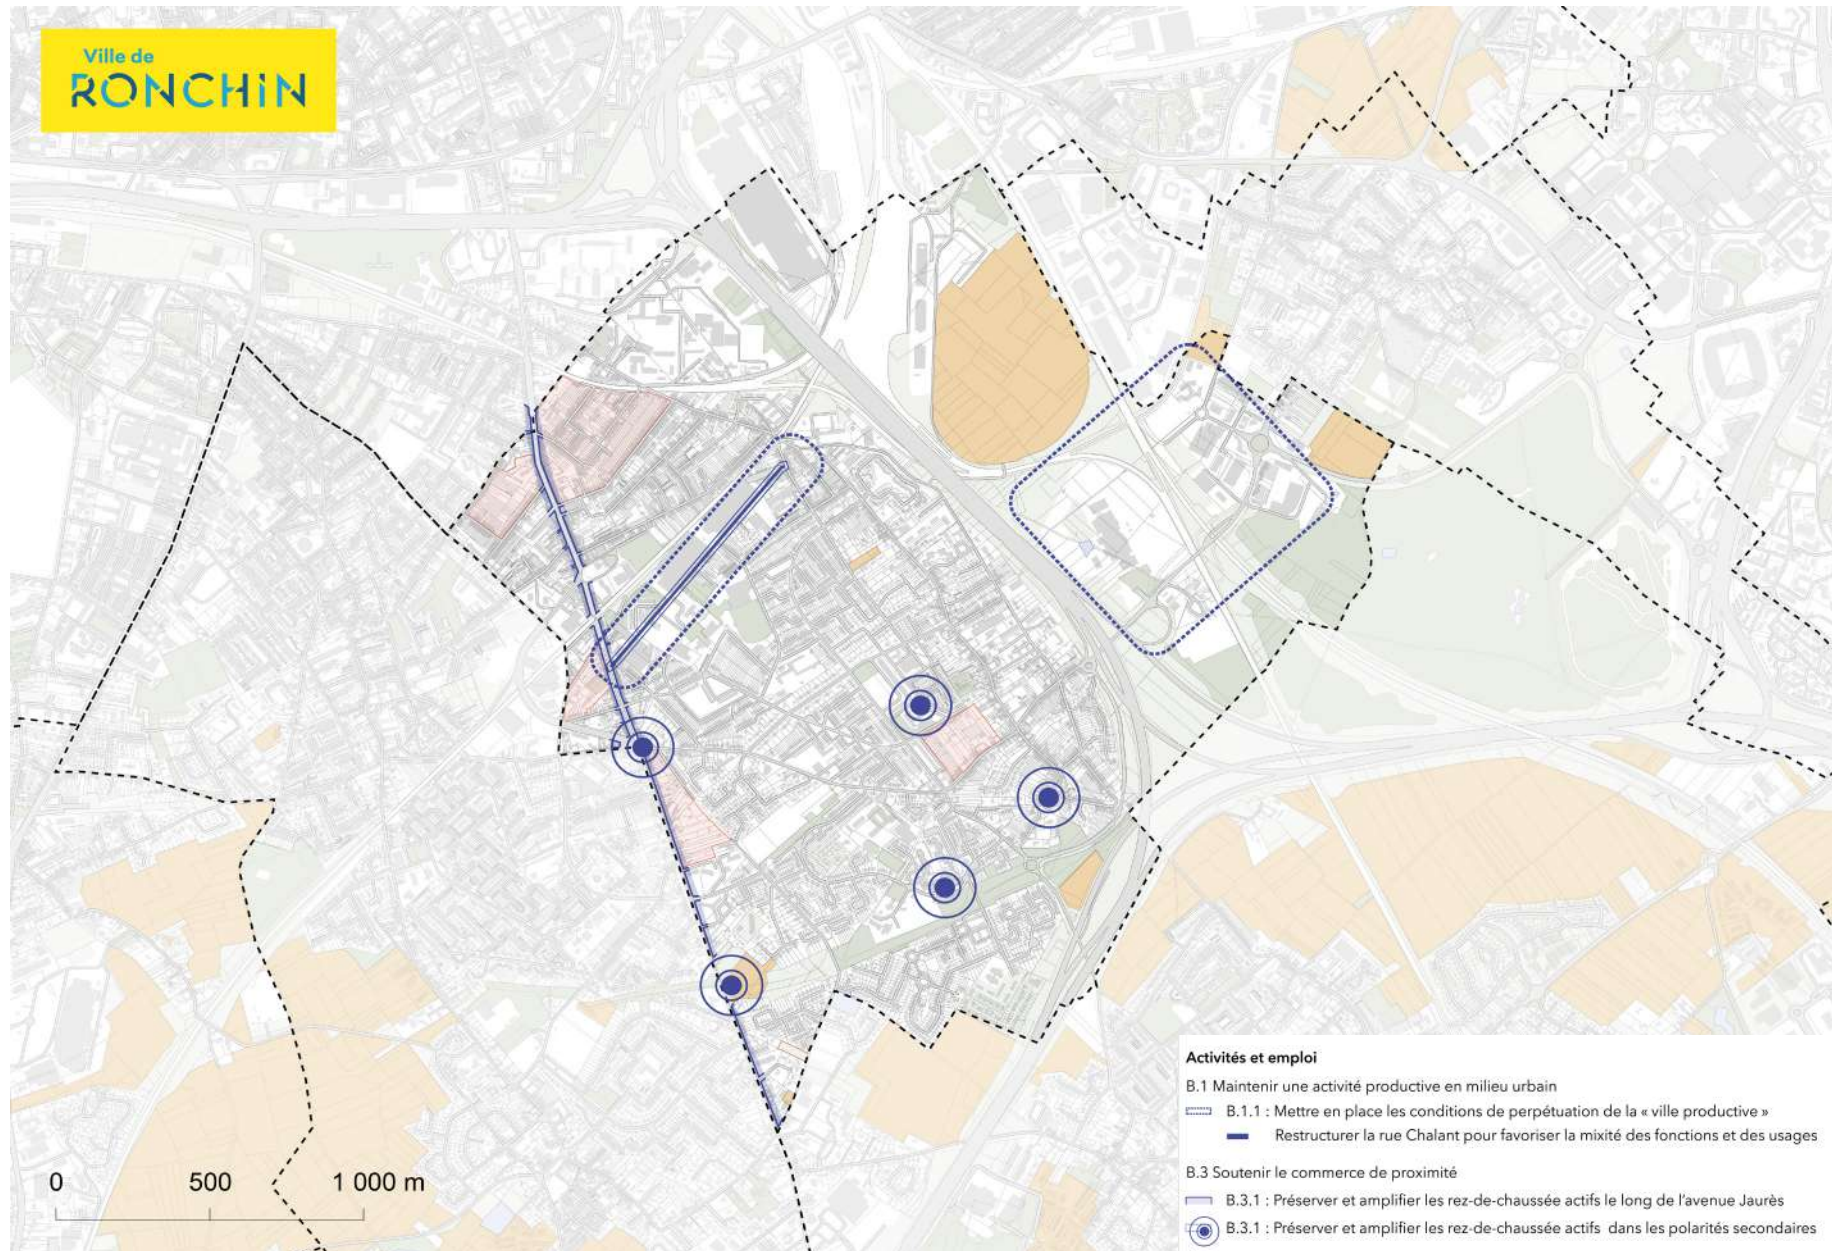 Ville de
RONCHiN
Activités et emploi
B.1 Maintenir une activité productive en milieu urbain
B.1.1 : Mettre en place les conditions de perpétuation de la « ville productive »
Restructurer la rue Chalant pour favoriser la mixité des fonctions et des usages
B.3 Soutenir le commerce de proximité
B.3.1 : Préserver et amplifier les rez-de-chaussée actifs le long de l'avenue Jaurès
B.3.1 : Préserver et amplifier les rez-de-chaussée actifs dans les polarités secondaires
0 500 1 000 m